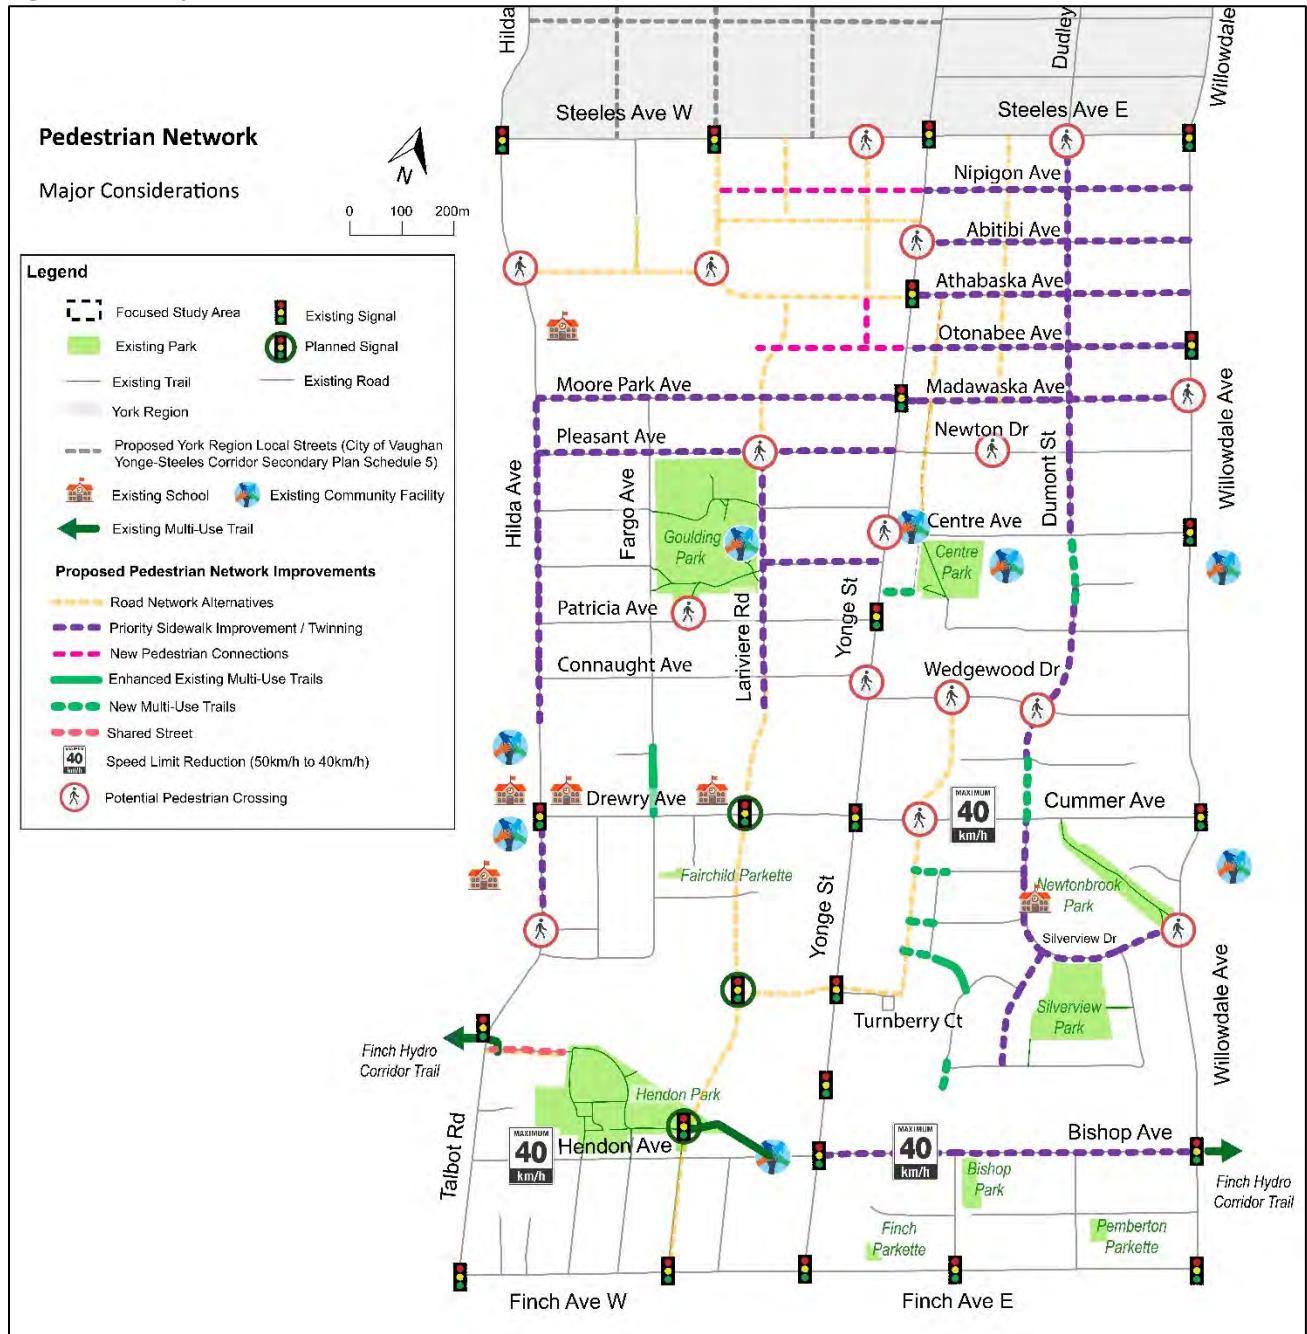 Hilda
Dudley
Willowdale
Steeles Ave W
Steeles Ave E
Pedestrian Network
Major Considerations
N
0 100 200m
Nipigon Ave
Abitibi Ave
Athabaska Ave
Otonabee Ave
Madawaska Ave
Moore Park Ave
Pleasant Ave
Newton Dr
Hilda Ave
Fargo Ave
Dumont St
Willowdale Ave
Goulding
Park
Centre Ave
Centre
Park
Patricia Ave
Lariviere Rd
Yonge St
Connaught Ave
Wedgewood Dr
Drewry Ave
Cummer Ave
MAXIMUM
40
km/h
Fairchild Parkette
Newtonbrook
Park
Yonge St
Silverview Dr
Silverview
Park
Turnberry Ct
Willowdale Ave
Finch Hydro
Corridor Trail
Hendon Park
Talbot Rd
MAXIMUM
40
km/h
Hendon Ave
MAXIMUM
40
km/h
Bishop Ave
Bishop
Park
Finch Hydro
Corridor Trail
Finch
Parkette
Pemberton
Parkette
Finch Ave W
Finch Ave E
Legend
Focused Study Area
Existing Signal
Existing Park
Planned Signal
Existing Trail
Existing Road
York Region
Proposed York Region Local Streets (City of Vaughan
Yonge-Steeles Corridor Secondary Plan Schedule 5)
Existing School
Existing Community Facility
Existing Multi-Use Trail
Proposed Pedestrian Network Improvements
Road Network Alternatives
Priority Sidewalk Improvement / Twinning
New Pedestrian Connections
Enhanced Existing Multi-Use Trails
New Multi-Use Trails
Shared Street
40
km/h
Speed Limit Reduction (50km/h to 40km/h)
Potential Pedestrian Crossing